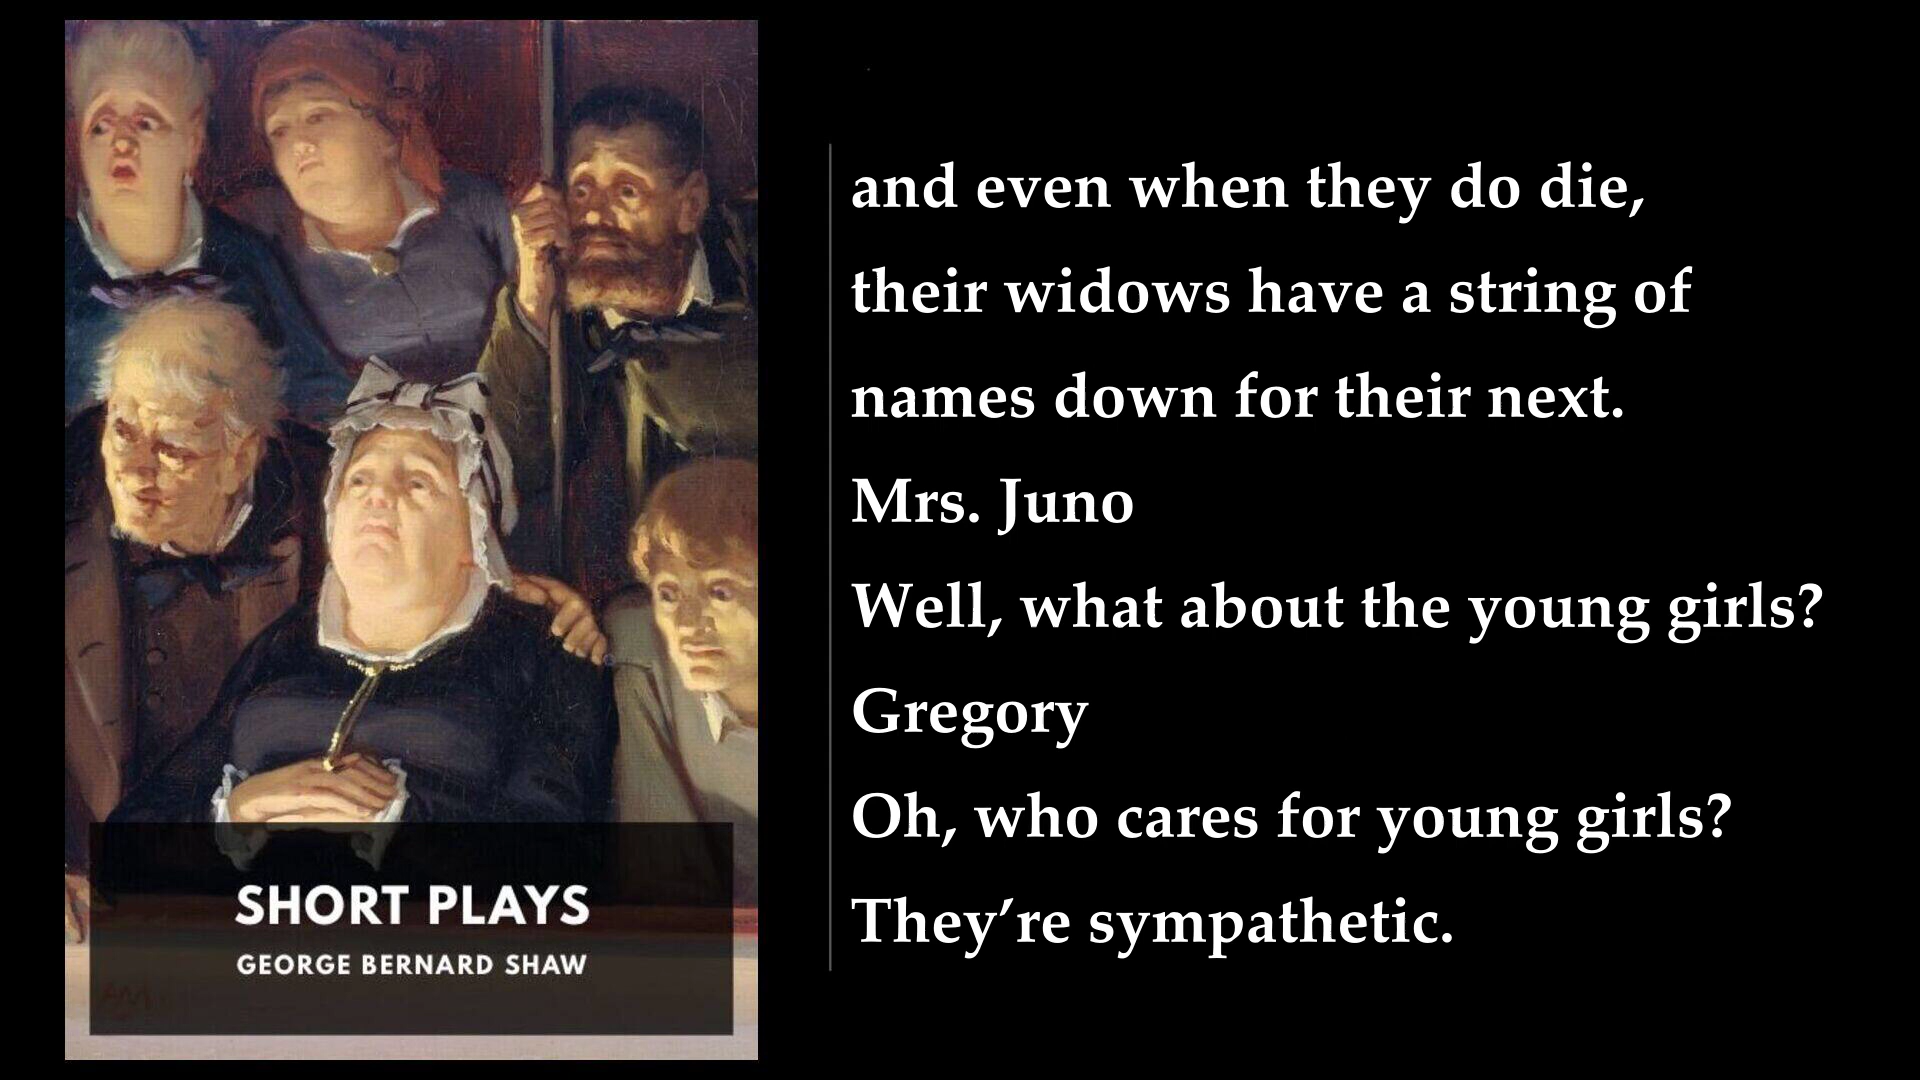 SHORT PLAYS
GEORGE BERNARD SHAW
and even when they do die,
their widows have a string of
names down for their next.
Mrs. Juno
Well, what about the young girls?
Gregory
Oh, who cares for young girls?
They’re sympathetic.